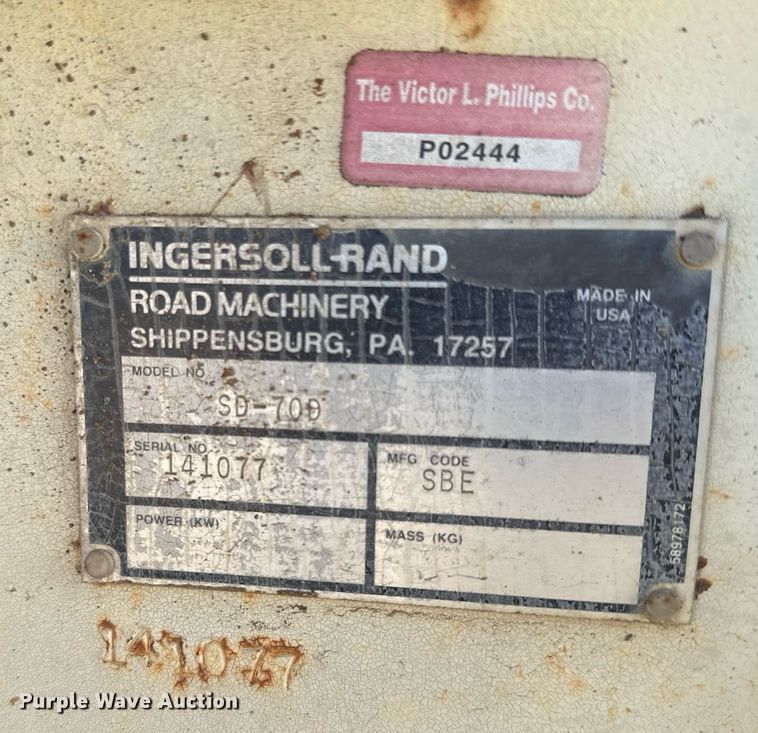 The Victor L. Phillips Co.
P02444
INGERSOLL-RAND
ROAD MACHINERY
SHIPPENSBURG, PA. 17257
MADE IN
USA
MODEL NO.
SD-70D
SERIAL NO.
141077
MFG CODE
SBE
POWER (KW)
MASS (KG)
58978172
141077
Purple Wave Auction